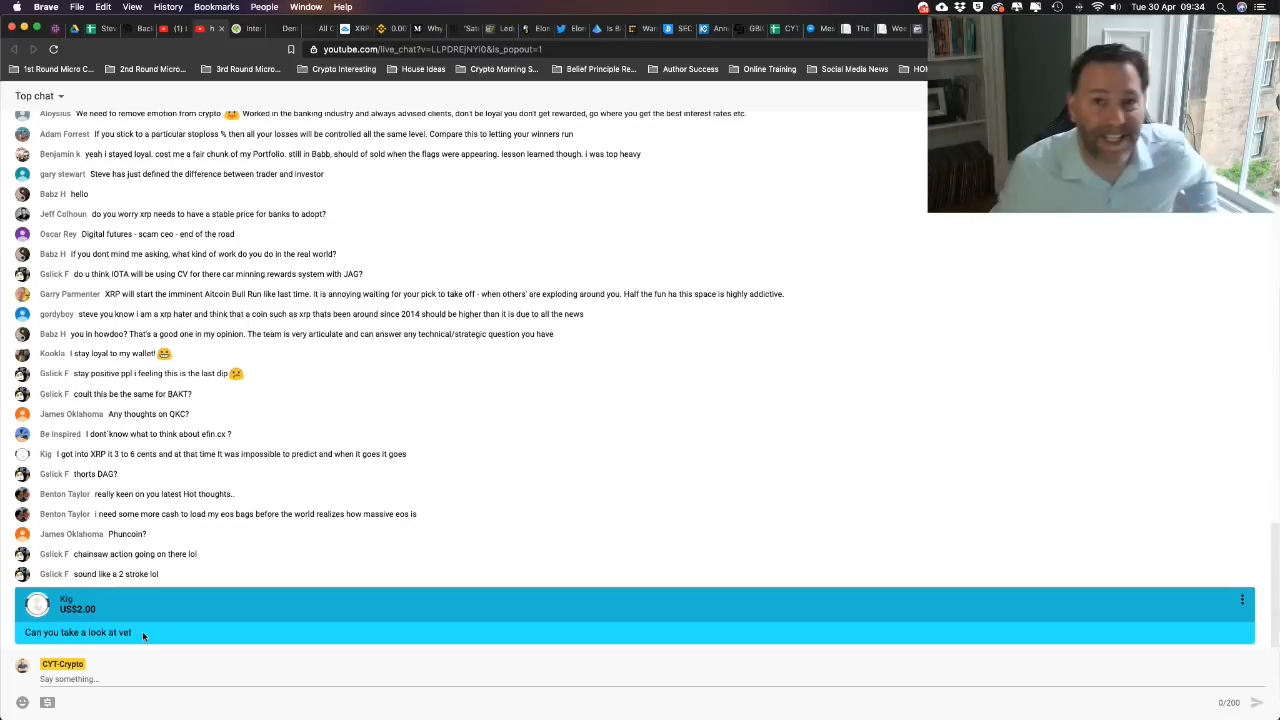 Brave File Edit View History Bookmarks People Window Help
Tue 30 Apr 09:34
youtube.com/live_chat?v=LLPDREjNYI0&is_popout=1
1st Round Micro C... 2nd Round Micro... 3rd Round Micro... Crypto Interesting House Ideas Crypto Morning S... Belief Principle Re... Author Success Online Training Social Media News
Top chat
Aloysius We need to remove emotion from crypto Worked in the banking industry and always advised clients, don't be loyal you don't get rewarded, go where you get the best interest rates etc.
Adam Forrest If you stick to a particular stoploss % then all your losses will be controlled all the same level. Compare this to letting your winners run
Benjamin k yeah i stayed loyal. cost me a fair chunk of my Portfolio. still in Babb, should of sold when the flags were appearing. lesson learned though. i was top heavy
gary stewart Steve has just defined the difference between trader and investor
Babz H hello
Jeff Colhoun do you worry xrp needs to have a stable price for banks to adopt?
Oscar Rey Digital futures - scam ceo - end of the road
Babz H if you dont mind me asking, what kind of work do you do in the real world?
Gslick F do u think IOTA will be using CV for there car minning rewards system with JAG?
Garry Parmenter XRP will start the imminent Altcoin Bull Run like last time. It is annoying waiting for your pick to take off - when others' are exploding around you. Half the fun ha this space is highly addictive.
gordyboy steve you know i am a xrp hater and think that a coin such as xrp thats been around since 2014 should be higher than it is due to all the news
Babz H you in howdoo? That's a good one in my opinion. The team is very articulate and can answer any technical/strategic question you have
Kookla I stay loyal to my wallet!
Gslick F stay positive ppl i feeling this is the last dip
Gslick F coult this be the same for BAKT?
James Oklahoma Any thoughts on QKC?
Be Inspired I dont´know what to think about efin.cx ?
Kig I got into XRP it 3 to 6 cents and at that time It was impossible to predict and when it goes it goes
Gslick F thorts DAG?
Benton Taylor really keen on you latest Hot thoughts..
Benton Taylor i need some more cash to load my eos bags before the world realizes how massive eos is
James Oklahoma Phuncoin?
Gslick F chainsaw action going on there lol
Gslick F sound like a 2 stroke lol
Kig
US$2.00
Can you take a look at vet
CYT-Crypto
Say something...
0/200